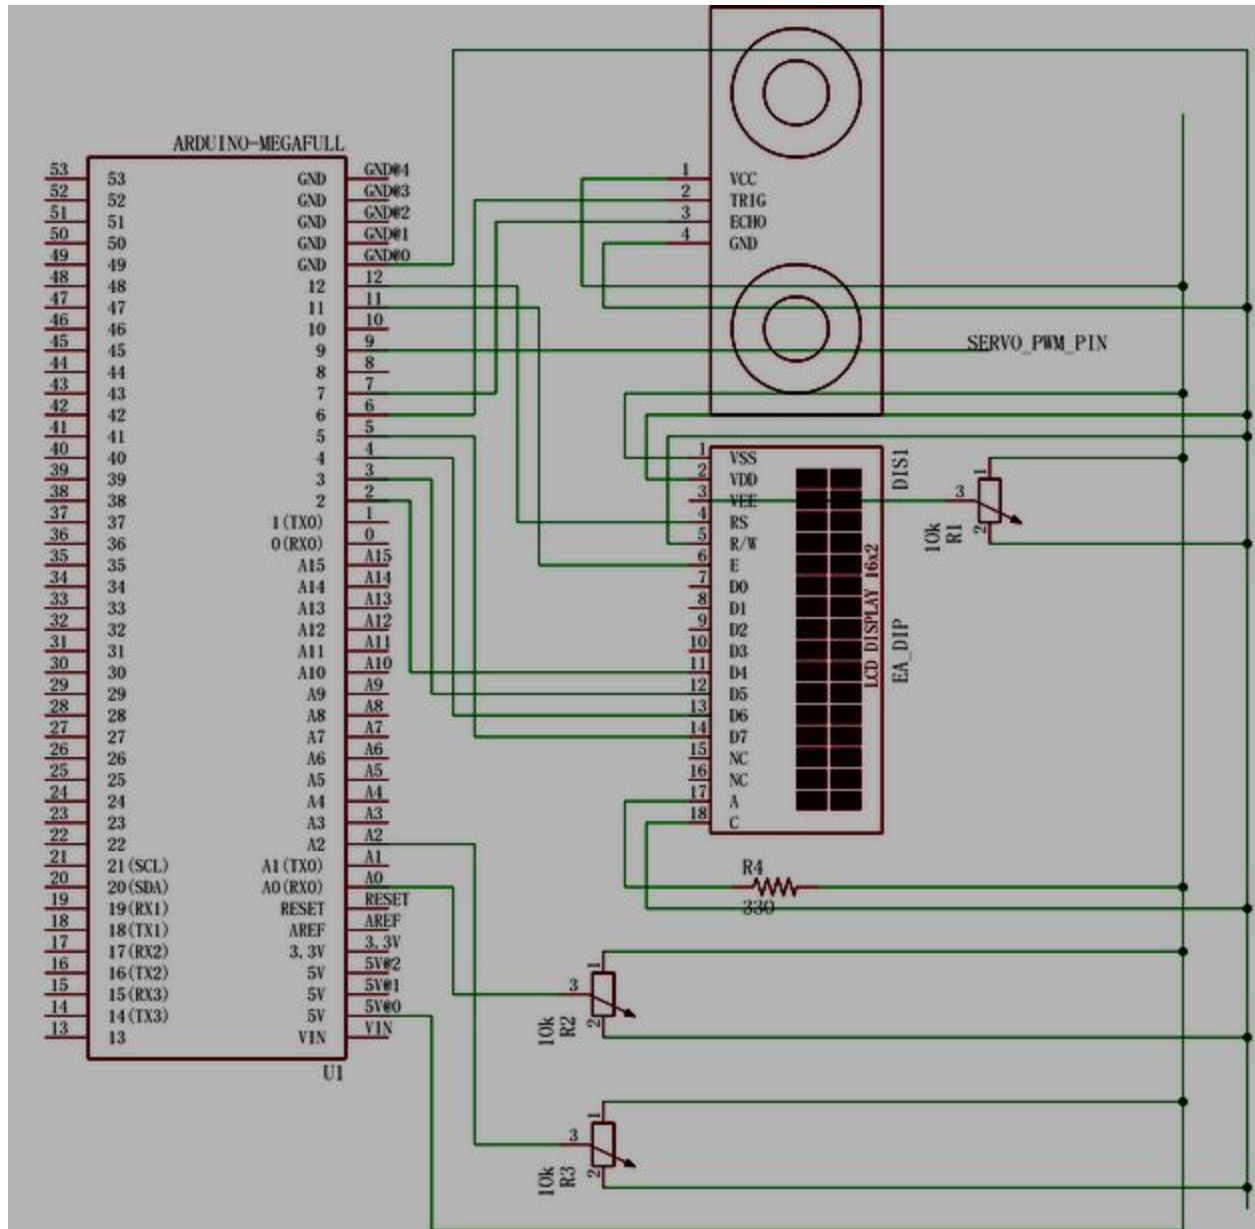 ARDUINO-MEGAFULL
53 53 GND GND@4
52 52 GND GND@3
51 51 GND GND@2
50 50 GND GND@1
49 49 GND GND@0
48 48 12 12
47 47 11 11
46 46 10 10
45 45 9 9
44 44 8 8
43 43 7 7
42 42 6 6
41 41 5 5
40 40 4 4
39 39 3 3
38 38 2 2
37 37 1(TX0) 1
36 36 0(RX0) 0
35 35 A15 A15
34 34 A14 A14
33 33 A13 A13
32 32 A12 A12
31 31 A11 A11
30 30 A10 A10
29 29 A9 A9
28 28 A8 A8
27 27 A7 A7
26 26 A6 A6
25 25 A5 A5
24 24 A4 A4
23 23 A3 A3
22 22 A2 A2
21 21(SCL) A1(TX0) A1
20 20(SDA) A0(RX0) A0
19 19(RX1) RESET RESET
18 18(TX1) AREF AREF
17 17(RX2) 3.3V 3.3V
16 16(TX2) 5V 5V@2
15 15(RX3) 5V 5V@1
14 14(TX3) 5V 5V@0
13 13 VIN VIN
U1
1 VCC
2 TRIG
3 ECHO
4 GND
SERVO_PWM_PIN
1 VSS
2 VDD
3 VEE
4 RS
5 R/W
6 E
7 D0
8 D1
9 D2
10 D3
11 D4
12 D5
13 D6
14 D7
15 NC
16 NC
17 A
18 C
DIS1
LCD DISPLAY 16x2
EA_DIP
1
3
2
10k
R1
R4
330
1
3
2
10k
R2
1
3
2
10k
R3